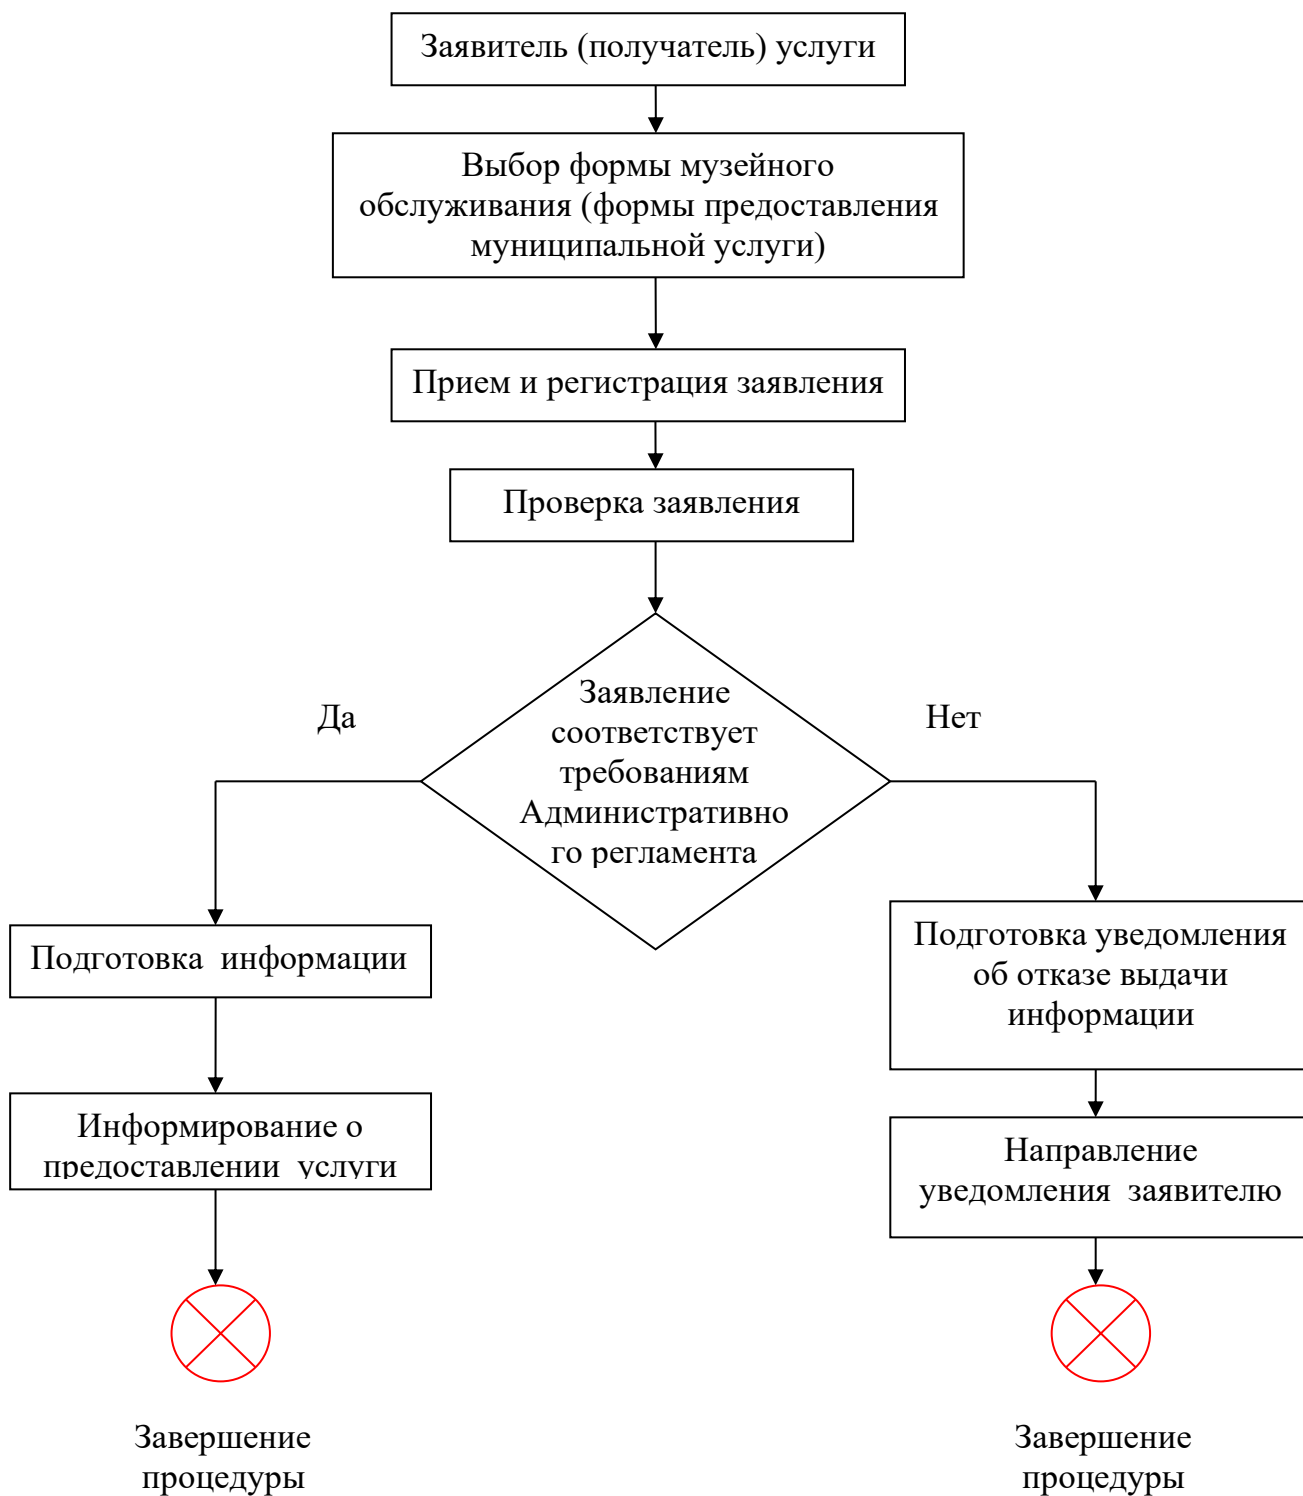 Заявитель (получатель) услуги
Выбор формы музейного
обслуживания (формы предоставления
муниципальной услуги)
Прием и регистрация заявления
Проверка заявления
Заявление
соответствует
требованиям
Административно
го регламента
Да
Нет
Подготовка  информации
Информирование о
предоставлении  услуги
Завершение
процедуры
Подготовка уведомления
об отказе выдачи
информации
Направление
уведомления  заявителю
Завершение
процедуры